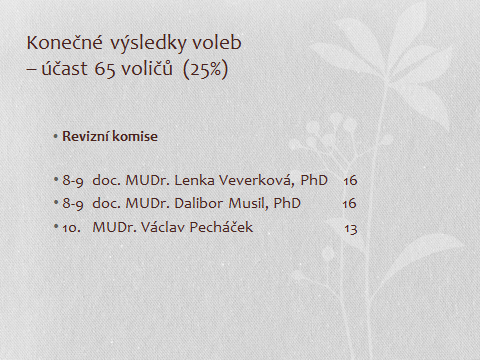 Konečné výsledky voleb
– účast 65 voličů (25%)
• Revizní komise
• 8-9 doc. MUDr. Lenka Veverková, PhD 16
• 8-9 doc. MUDr. Dalibor Musil, PhD 16
• 10. MUDr. Václav Pecháček 13